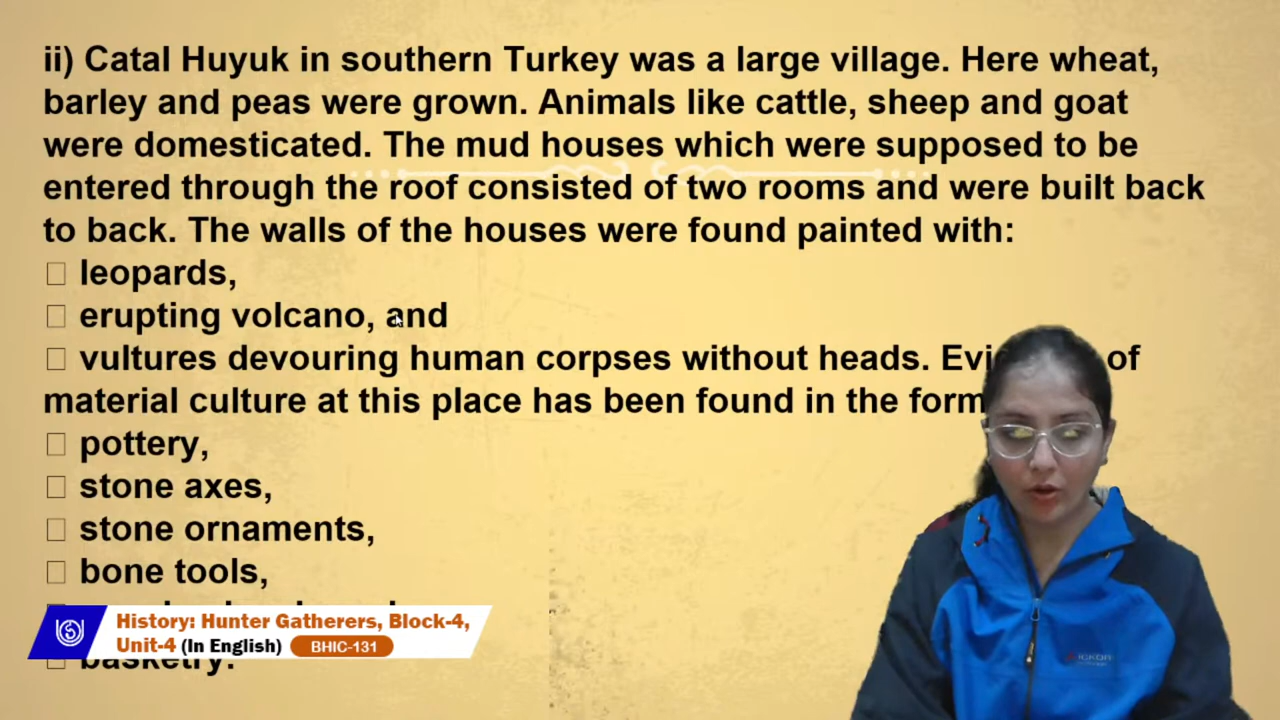 ii) Catal Huyuk in southern Turkey was a large village. Here wheat,
barley and peas were grown. Animals like cattle, sheep and goat
were domesticated. The mud houses which were supposed to be
entered through the roof consisted of two rooms and were built back
to back. The walls of the houses were found painted with:
□ leopards,
□ erupting volcano, and
□ vultures devouring human corpses without heads. of
material culture at this place has been found in the form
□ pottery,
□ stone axes,
□ stone ornaments,
□ bone tools,
□ basketry.
History: Hunter Gatherers, Block-4,
Unit-4 (In English) BHIC-131